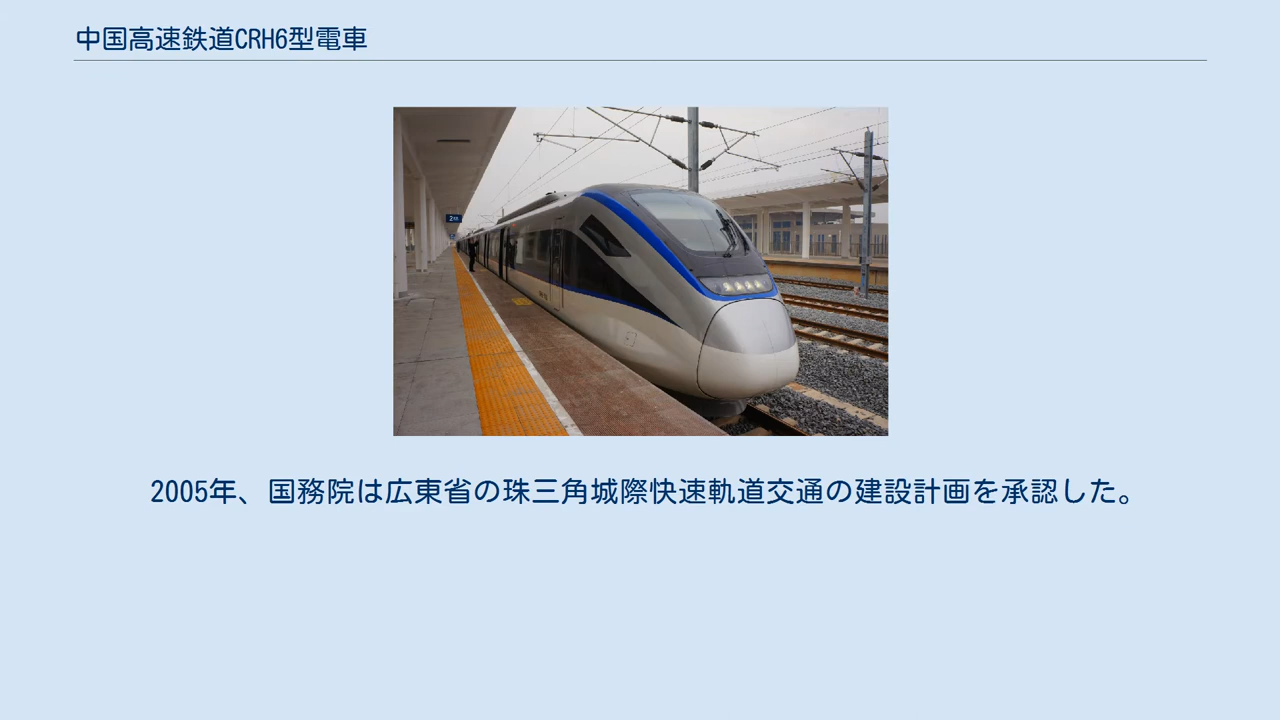 中国高速鉄道CRH6型電車
2005年、国務院は広東省の珠三角城際快速軌道交通の建設計画を承認した。